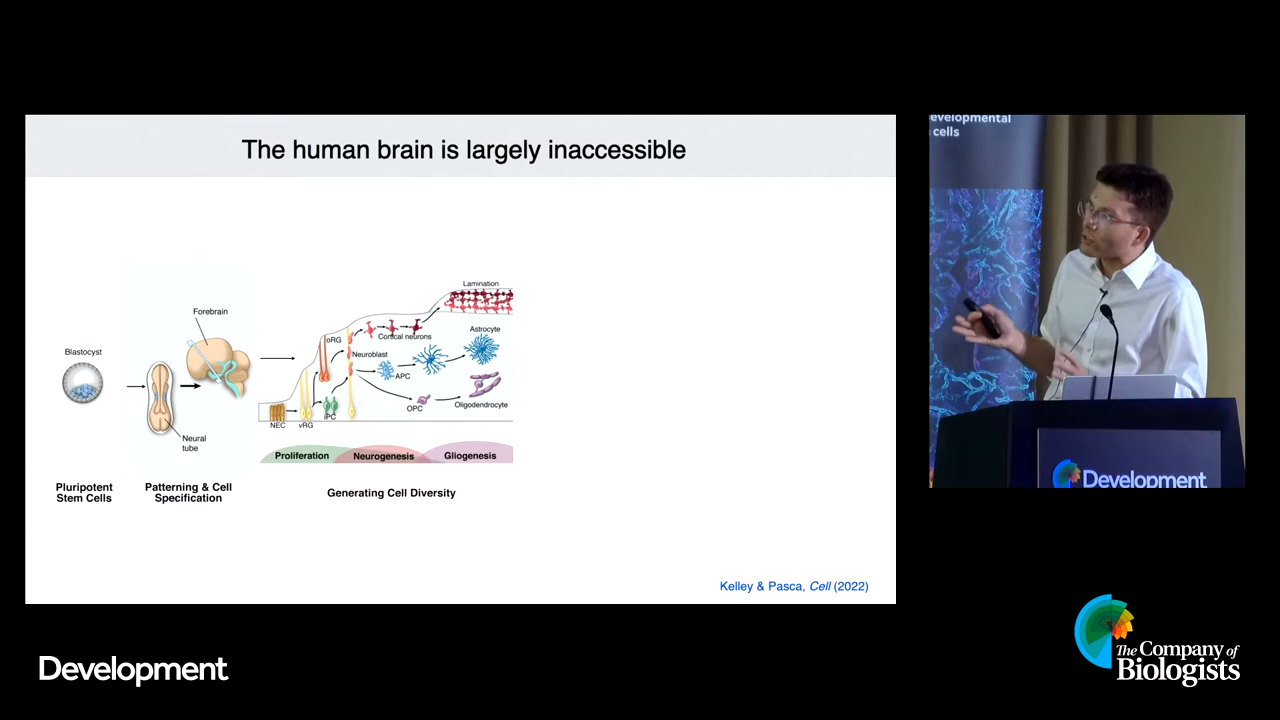 The human brain is largely inaccessible
Blastocyst
Forebrain
Neural
tube
oRG
Neuroblast
Cortical neurons
Lamination
Astrocyte
APC
OPC
Oligodendrocyte
NEC
vRG
iPC
Proliferation
Neurogenesis
Gliogenesis
Pluripotent
Stem Cells
Patterning & Cell
Specification
Generating Cell Diversity
Kelley & Pasca, Cell (2022)
evelopmental
cells
Development
Development
The Company of
Biologists